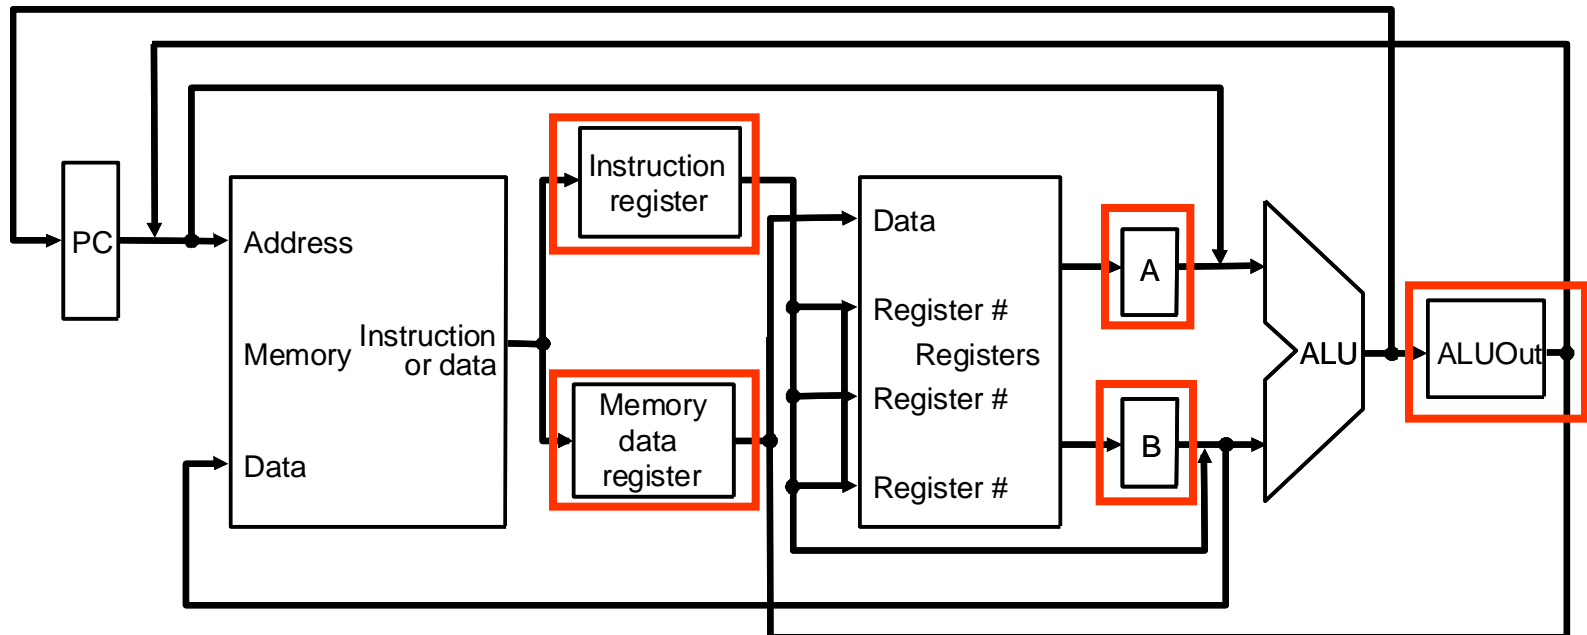 PC
Address
Memory
Instruction
or data
Data
Instruction
register
Memory
data
register
Data
Register #
Registers
Register #
Register #
A
B
ALU
ALUOut